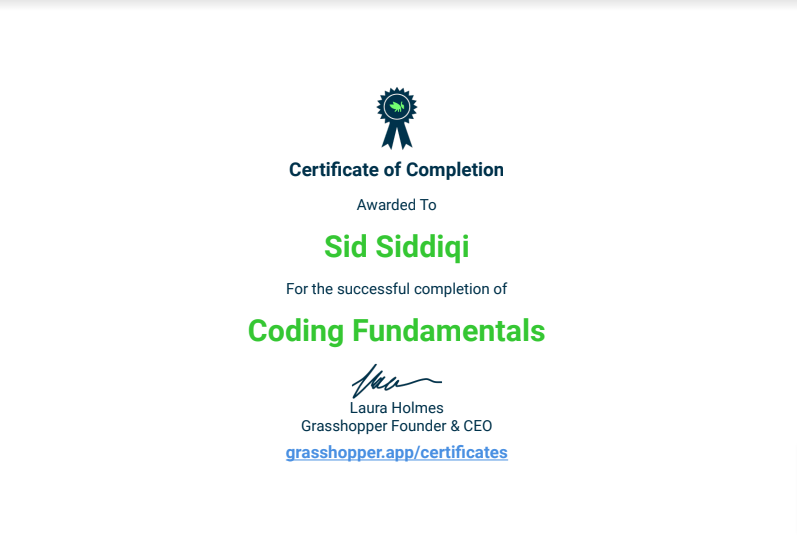 Certificate of Completion
Awarded To
Sid Siddiqi
For the successful completion of
Coding Fundamentals
Laura Holmes
Grasshopper Founder & CEO
grasshopper.app/certificates